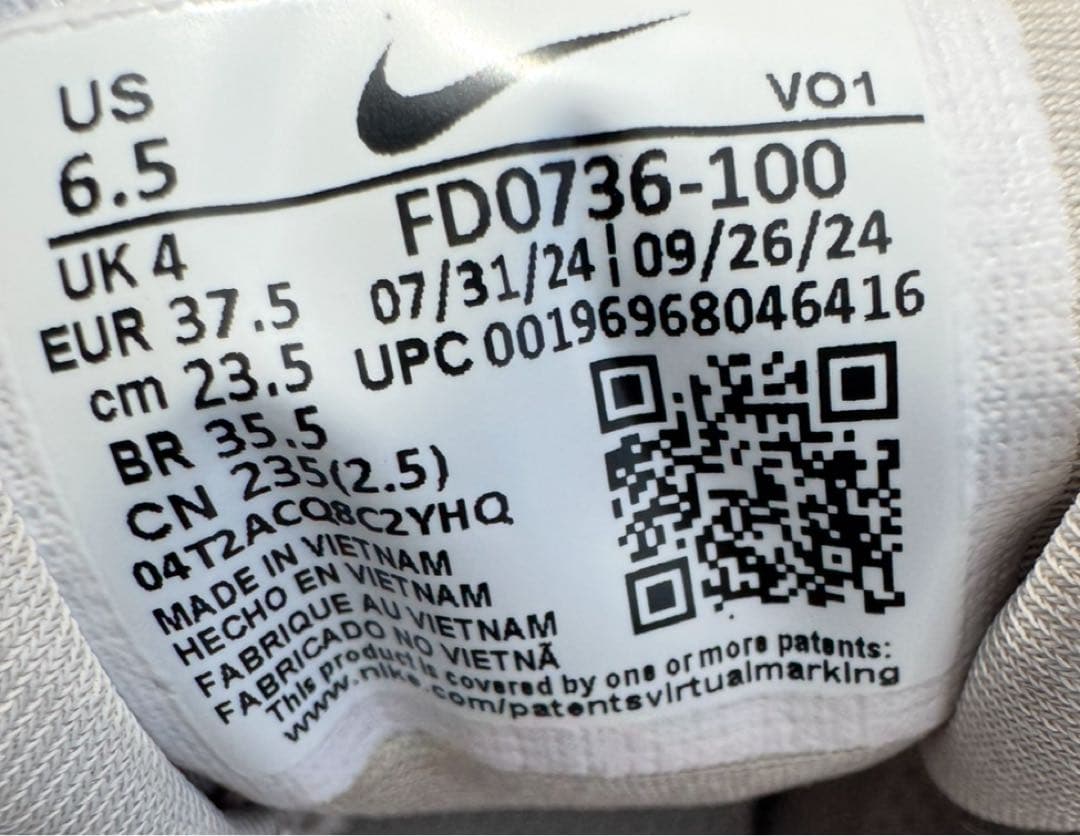 US
6.5
VO1
UK 4
EUR 37.5
cm 23.5
BR 35.5
CN 235(2.5)
04T2ACQ8C2YHQ
FD0736-100
07/31/24|09/26/24
UPC 00196968046416
MADE IN VIETNAM
HECHO EN VIETNAM
FABRIQUE AU VIETNAM
FABRICADO NO VIETNÃ
This product is covered by one or more patents:
www.nike.com/patentsvirtualmarking